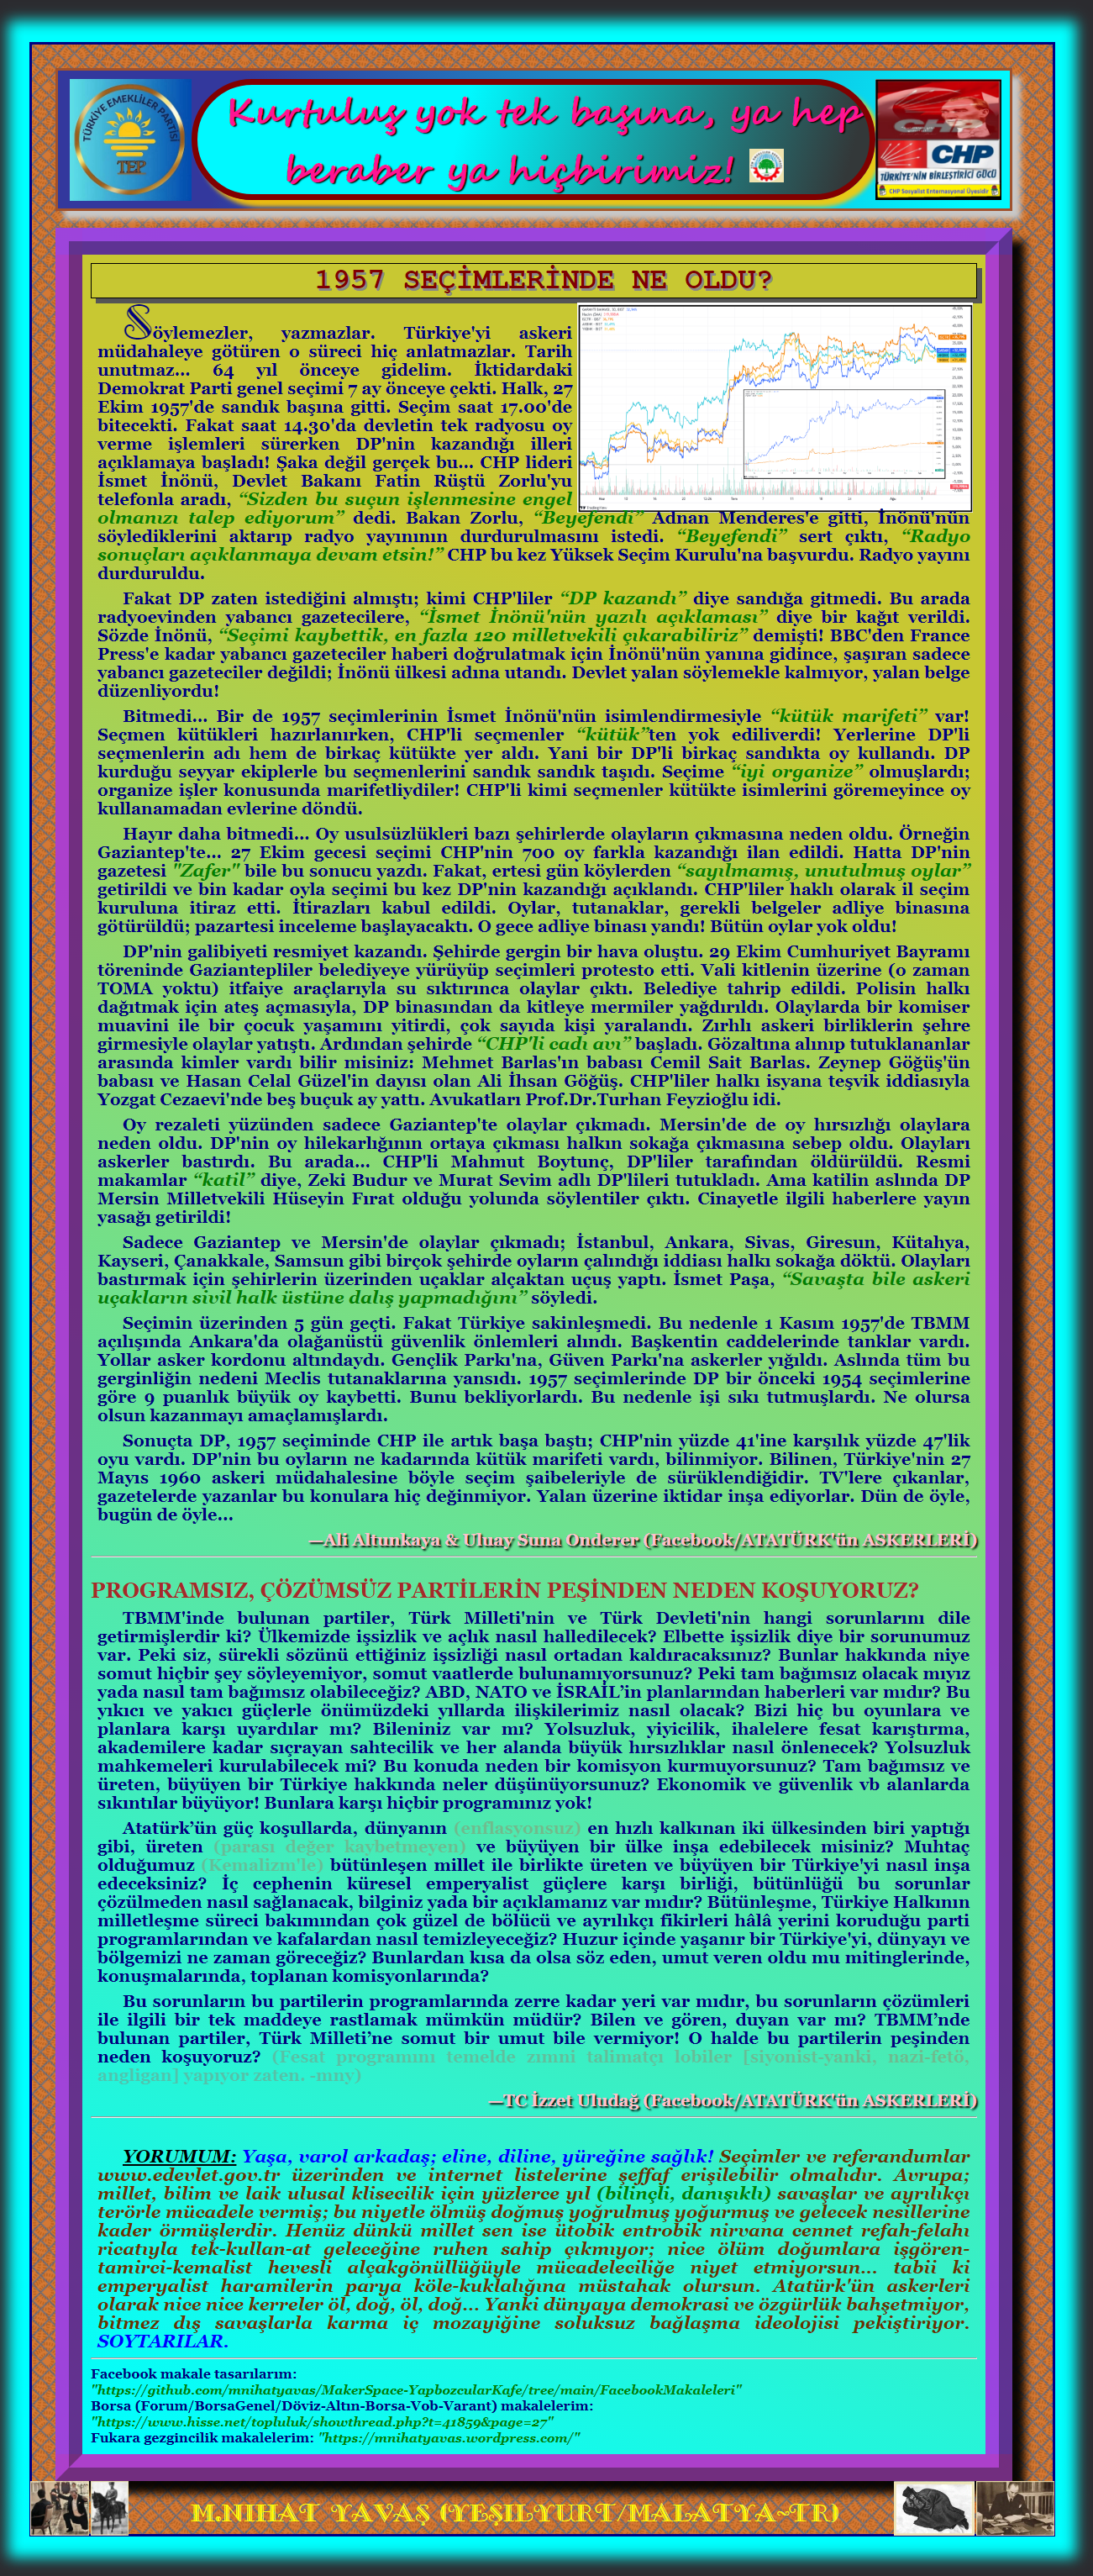 TÜRKİYE EMEKLİLER PARTİSİ
TEP
Kurtuluş yok tek başına, ya hep
beraber ya hiçbirimiz!
CHP
CHP
TÜRKİYE'NİN BİRLEŞTİRİCİ GÜCÜ
CHP Sosyalist Enternasyonal Üyesidir
1957 SEÇİMLERİNDE NE OLDU?
Söylemezler, yazmazlar. Türkiye'yi askeri
müdahaleye götüren o süreci hiç anlatmazlar. Tarih
unutmaz... 64 yıl önceye gidelim. İktidardaki
Demokrat Parti genel seçimi 7 ay önceye çekti. Halk, 27
Ekim 1957'de sandık başına gitti. Seçim saat 17.00'de
bitecekti. Fakat saat 14.30'da devletin tek radyosu oy
verme işlemleri sürerken DP'nin kazandığı illeri
açıklamaya başladı! Şaka değil gerçek bu... CHP lideri
İsmet İnönü, Devlet Bakanı Fatin Rüştü Zorlu'yu
telefonla aradı, “Sizden bu suçun işlenmesine engel
olmanızı talep ediyorum” dedi. Bakan Zorlu, “Beyefendi” Adnan Menderes'e gitti, İnönü'nün
söylediklerini aktarıp radyo yayınının durdurulmasını istedi. “Beyefendi” sert çıktı, “Radyo
sonuçları açıklanmaya devam etsin!” CHP bu kez Yüksek Seçim Kurulu'na başvurdu. Radyo yayını
durduruldu.
Fakat DP zaten istediğini almıştı; kimi CHP'liler “DP kazandı” diye sandığa gitmedi. Bu arada
radyoevinden yabancı gazetecilere, “İsmet İnönü'nün yazılı açıklaması” diye bir kağıt verildi.
Sözde İnönü, “Seçimi kaybettik, en fazla 120 milletvekili çıkarabiliriz” demişti! BBC'den France
Press'e kadar yabancı gazeteciler haberi doğrulatmak için İnönü'nün yanına gidince, şaşıran sadece
yabancı gazeteciler değildi; İnönü ülkesi adına utandı. Devlet yalan söylemekle kalmıyor, yalan belge
düzenliyordu!
Bitmedi... Bir de 1957 seçimlerinin İsmet İnönü'nün isimlendirmesiyle “kütük marifeti” var!
Seçmen kütükleri hazırlanırken, CHP'li seçmenler “kütük”ten yok ediliverdi! Yerlerine DP'li
seçmenlerin adı hem de birkaç kütükte yer aldı. Yani bir DP'li birkaç sandıkta oy kullandı. DP
kurduğu seyyar ekiplerle bu seçmenlerini sandık sandık taşıdı. Seçime “iyi organize” olmuşlardı;
organize işler konusunda marifetliydiler! CHP'li kimi seçmenler kütükte isimlerini göremeyince oy
kullanamadan evlerine döndü.
Hayır daha bitmedi... Oy usulsüzlükleri bazı şehirlerde olayların çıkmasına neden oldu. Örneğin
Gaziantep'te... 27 Ekim gecesi seçimi CHP'nin 700 oy farkla kazandığı ilan edildi. Hatta DP'nin
gazetesi "Zafer" bile bu sonucu yazdı. Fakat, ertesi gün köylerden “sayılmamış, unutulmuş oylar”
getirildi ve bin kadar oyla seçimi bu kez DP'nin kazandığı açıklandı. CHP'liler haklı olarak il seçim
kuruluna itiraz etti. İtirazları kabul edildi. Oylar, tutanaklar, gerekli belgeler adliye binasına
götürüldü; pazartesi inceleme başlayacaktı. O gece adliye binası yandı! Bütün oylar yok oldu!
DP'nin galibiyeti resmiyet kazandı. Şehirde gergin bir hava oluştu. 29 Ekim Cumhuriyet Bayramı
töreninde Gaziantepliler belediyeye yürüyüp seçimleri protesto etti. Vali kitlenin üzerine (o zaman
TOMA yoktu) itfaiye araçlarıyla su sıktırınca olaylar çıktı. Belediye tahrip edildi. Polisin halkı
dağıtmak için ateş açmasıyla, DP binasından da kitleye mermiler yağdırıldı. Olaylarda bir komiser
muavini ile bir çocuk yaşamını yitirdi, çok sayıda kişi yaralandı. Zırhlı askeri birliklerin şehre
girmesiyle olaylar yatıştı. Ardından şehirde “CHP'li cadı avı” başladı. Gözaltına alınıp tutuklananlar
arasında kimler vardı bilir misiniz: Mehmet Barlas'ın babası Cemil Sait Barlas. Zeynep Göğüş'ün
babası ve Hasan Celal Güzel'in dayısı olan Ali İhsan Göğüş. CHP'liler halkı isyana teşvik iddiasıyla
Yozgat Cezaevi'nde beş buçuk ay yattı. Avukatları Prof.Dr.Turhan Feyzioğlu idi.
Oy rezaleti yüzünden sadece Gaziantep'te olaylar çıkmadı. Mersin'de de oy hırsızlığı olaylara
neden oldu. DP'nin oy hilekarlığının ortaya çıkması halkın sokağa çıkmasına sebep oldu. Olayları
askerler bastırdı. Bu arada... CHP'li Mahmut Boytunç, DP'liler tarafından öldürüldü. Resmi
makamlar “katil” diye, Zeki Budur ve Murat Sevim adlı DP'lileri tutukladı. Ama katilin aslında DP
Mersin Milletvekili Hüseyin Fırat olduğu yolunda söylentiler çıktı. Cinayetle ilgili haberlere yayın
yasağı getirildi!
Sadece Gaziantep ve Mersin'de olaylar çıkmadı; İstanbul, Ankara, Sivas, Giresun, Kütahya,
Kayseri, Çanakkale, Samsun gibi birçok şehirde oyların çalındığı iddiası halkı sokağa döktü. Olayları
bastırmak için şehirlerin üzerinden uçaklar alçaktan uçuş yaptı. İsmet Paşa, “Savaşta bile askeri
uçakların sivil halk üstüne dalış yapmadığını” söyledi.
Seçimin üzerinden 5 gün geçti. Fakat Türkiye sakinleşmedi. Bu nedenle 1 Kasım 1957'de TBMM
açılışında Ankara'da olağanüstü güvenlik önlemleri alındı. Başkentin caddelerinde tanklar vardı.
Yollar asker kordonu altındaydı. Gençlik Parkı'na, Güven Parkı'na askerler yığıldı. Aslında tüm bu
gerginliğin nedeni Meclis tutanaklarına yansıdı. 1957 seçimlerinde DP bir önceki 1954 seçimlerine
göre 9 puanlık büyük oy kaybetti. Bunu bekliyorlardı. Bu nedenle işi sıkı tutmuşlardı. Ne olursa
olsun kazanmayı amaçlamışlardı.
Sonuçta DP, 1957 seçiminde CHP ile artık başa baştı; CHP'nin yüzde 41'ine karşılık yüzde 47'lik
oyu vardı. DP'nin bu oyların ne kadarında kütük marifeti vardı, bilinmiyor. Bilinen, Türkiye'nin 27
Mayıs 1960 askeri müdahalesine böyle seçim şaibeleriyle de sürüklendiğidir. TV'lere çıkanlar,
gazetelerde yazanlar bu konulara hiç değinmiyor. Yalan üzerine iktidar inşa ediyorlar. Dün de öyle,
bugün de öyle...
—Ali Altunkaya & Uluay Suna Onderer (Facebook/ATATÜRK'ün ASKERLERİ)
PROGRAMSIZ, ÇÖZÜMSÜZ PARTİLERİN PEŞİNDEN NEDEN KOŞUYORUZ?
TBMM'inde bulunan partiler, Türk Milleti'nin ve Türk Devleti'nin hangi sorunlarını dile
getirmişlerdir ki? Ülkemizde işsizlik ve açlık nasıl halledilecek? Elbette işsizlik diye bir sorunumuz
var. Peki siz, sürekli sözünü ettiğiniz işsizliği nasıl ortadan kaldıracaksınız? Bunlar hakkında niye
somut hiçbir şey söyleyemiyor, somut vaatlerde bulunamıyorsunuz? Peki tam bağımsız olacak mıyız
yada nasıl tam bağımsız olabileceğiz? ABD, NATO ve İSRAİL’in planlarından haberleri var mıdır? Bu
yıkıcı ve yakıcı güçlerle önümüzdeki yıllarda ilişkilerimiz nasıl olacak? Bizi hiç bu oyunlara ve
planlara karşı uyardılar mı? Bileniniz var mı? Yolsuzluk, yiyicilik, ihalelere fesat karıştırma,
akademilere kadar sıçrayan sahtecilik ve her alanda büyük hırsızlıklar nasıl önlenecek? Yolsuzluk
mahkemeleri kurulabilecek mi? Bu konuda neden bir komisyon kurmuyorsunuz? Tam bağımsız ve
üreten, büyüyen bir Türkiye hakkında neler düşünüyorsunuz? Ekonomik ve güvenlik vb alanlarda
sıkıntılar büyüyor! Bunlara karşı hiçbir programınız yok!
Atatürk’ün güç koşullarda, dünyanın (enflasyonsuz) en hızlı kalkınan iki ülkesinden biri yaptığı
gibi, üreten (parası değer kaybetmeyen) ve büyüyen bir ülke inşa edebilecek misiniz? Muhtaç
olduğumuz (Kemalizm'le) bütünleşen millet ile birlikte üreten ve büyüyen bir Türkiye'yi nasıl inşa
edeceksiniz? İç cephenin küresel emperyalist güçlere karşı birliği, bütünlüğü bu sorunlar
çözülmeden nasıl sağlanacak, bilginiz yada bir açıklamanız var mıdır? Bütünleşme, Türkiye Halkının
milletleşme süreci bakımından çok güzel de bölücü ve ayrılıkçı fikirleri hâlâ yerini koruduğu parti
programlarından ve kafalardan nasıl temizleyeceğiz? Huzur içinde yaşanır bir Türkiye'yi, dünyayı ve
bölgemizi ne zaman göreceğiz? Bunlardan kısa da olsa söz eden, umut veren oldu mu mitinglerinde,
konuşmalarında, toplanan komisyonlarında?
Bu sorunların bu partilerin programlarında zerre kadar yeri var mıdır, bu sorunların çözümleri
ile ilgili bir tek maddeye rastlamak mümkün müdür? Bilen ve gören, duyan var mı? TBMM’nde
bulunan partiler, Türk Milleti’ne somut bir umut bile vermiyor! O halde bu partilerin peşinden
neden koşuyoruz? (Fesat programını temelde zımni talimatçı lobiler [siyonist-yanki, nazi-fetö,
angligan] yapıyor zaten. -mny)
—TC İzzet Uludağ (Facebook/ATATÜRK'ün ASKERLERİ)
YORUMUM: Yaşa, varol arkadaş; eline, diline, yüreğine sağlık! Seçimler ve referandumlar
www.edevlet.gov.tr üzerinden ve internet listelerine şeffaf erişilebilir olmalıdır. Avrupa;
millet, bilim ve laik ulusal klisecilik için yüzlerce yıl (bilinçli, danışıklı) savaşlar ve ayrılıkçı
terörle mücadele vermiş; bu niyetle ölmüş doğmuş yoğrulmuş yoğurmuş ve gelecek nesillerine
kader örmüşlerdir. Henüz dünkü millet sen ise ütobik entrobik nirvana cennet refah-felahı
ricatıyla tek-kullan-at geleceğine ruhen sahip çıkmıyor; nice ölüm doğumlara işgören-
tamirci-kemalist hevesli alçakgönüllüğüyle mücadeleciliğe niyet etmiyorsun... tabii ki
emperyalist haramilerin parya köle-kuklalığına müstahak olursun. Atatürk'ün askerleri
olarak nice nice kerreler öl, doğ, öl, doğ... Yanki dünyaya demokrasi ve özgürlük bahşetmiyor,
bitmez dış savaşlarla karma iç mozayiğine soluksuz bağlaşma ideolojisi pekiştiriyor.
SOYTARILAR.
Facebook makale tasarılarım:
"https://github.com/mnihatyavas/MakerSpace-YapbozcularKafe/tree/main/FacebookMakaleleri"
Borsa (Forum/BorsaGenel/Döviz-Altın-Borsa-Vob-Varant) makalelerim:
"https://www.hisse.net/topluluk/showthread.php?t=41859&page=27"
Fukara gezgincilik makalelerim: "https://mnihatyavas.wordpress.com/"
M.NIHAT YAVAŞ (YEŞILYURT/MALATYA-TR)